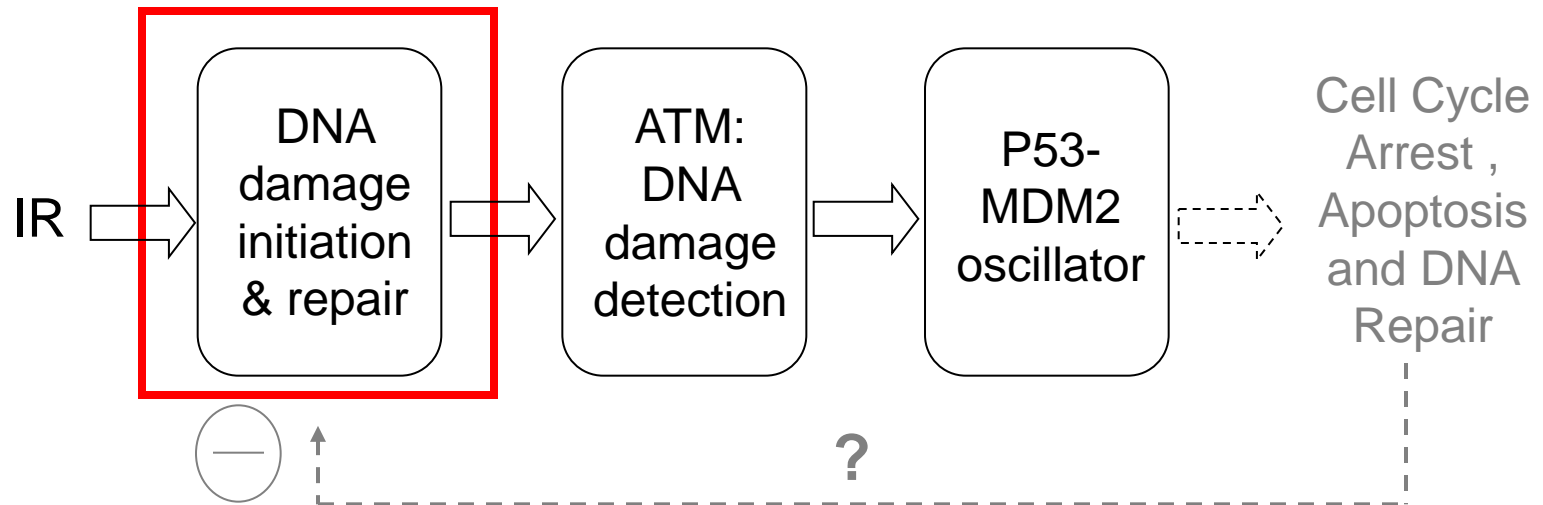 IR
DNA
damage
initiation
& repair
ATM:
DNA
damage
detection
P53-
MDM2
oscillator
Cell Cycle
Arrest ,
Apoptosis
and DNA
Repair
?